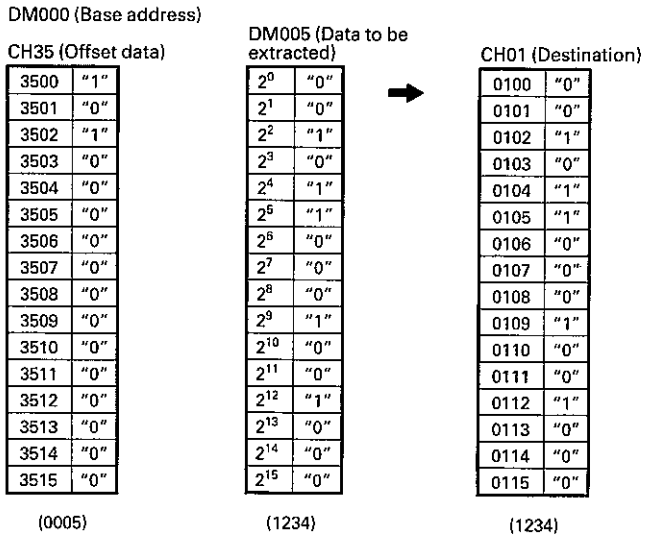 DM000 (Base address)
CH35 (Offset data)
DM005 (Data to be
extracted)
CH01 (Destination)
3500 "1" 2⁰ "0" 0100 "0"
3501 "0" 2¹ "0" 0101 "0"
3502 "1" 2² "1" 0102 "1"
3503 "0" 2³ "0" 0103 "0"
3504 "0" 2⁴ "1" 0104 "1"
3505 "0" 2⁵ "1" 0105 "1"
3506 "0" 2⁶ "0" 0106 "0"
3507 "0" 2⁷ "0" 0107 "0"
3508 "0" 2⁸ "0" 0108 "0"
3509 "0" 2⁹ "1" 0109 "1"
3510 "0" 2¹⁰ "0" 0110 "0"
3511 "0" 2¹¹ "0" 0111 "0"
3512 "0" 2¹² "1" 0112 "1"
3513 "0" 2¹³ "0" 0113 "0"
3514 "0" 2¹⁴ "0" 0114 "0"
3515 "0" 2¹⁵ "0" 0115 "0"
(0005) (1234) (1234)